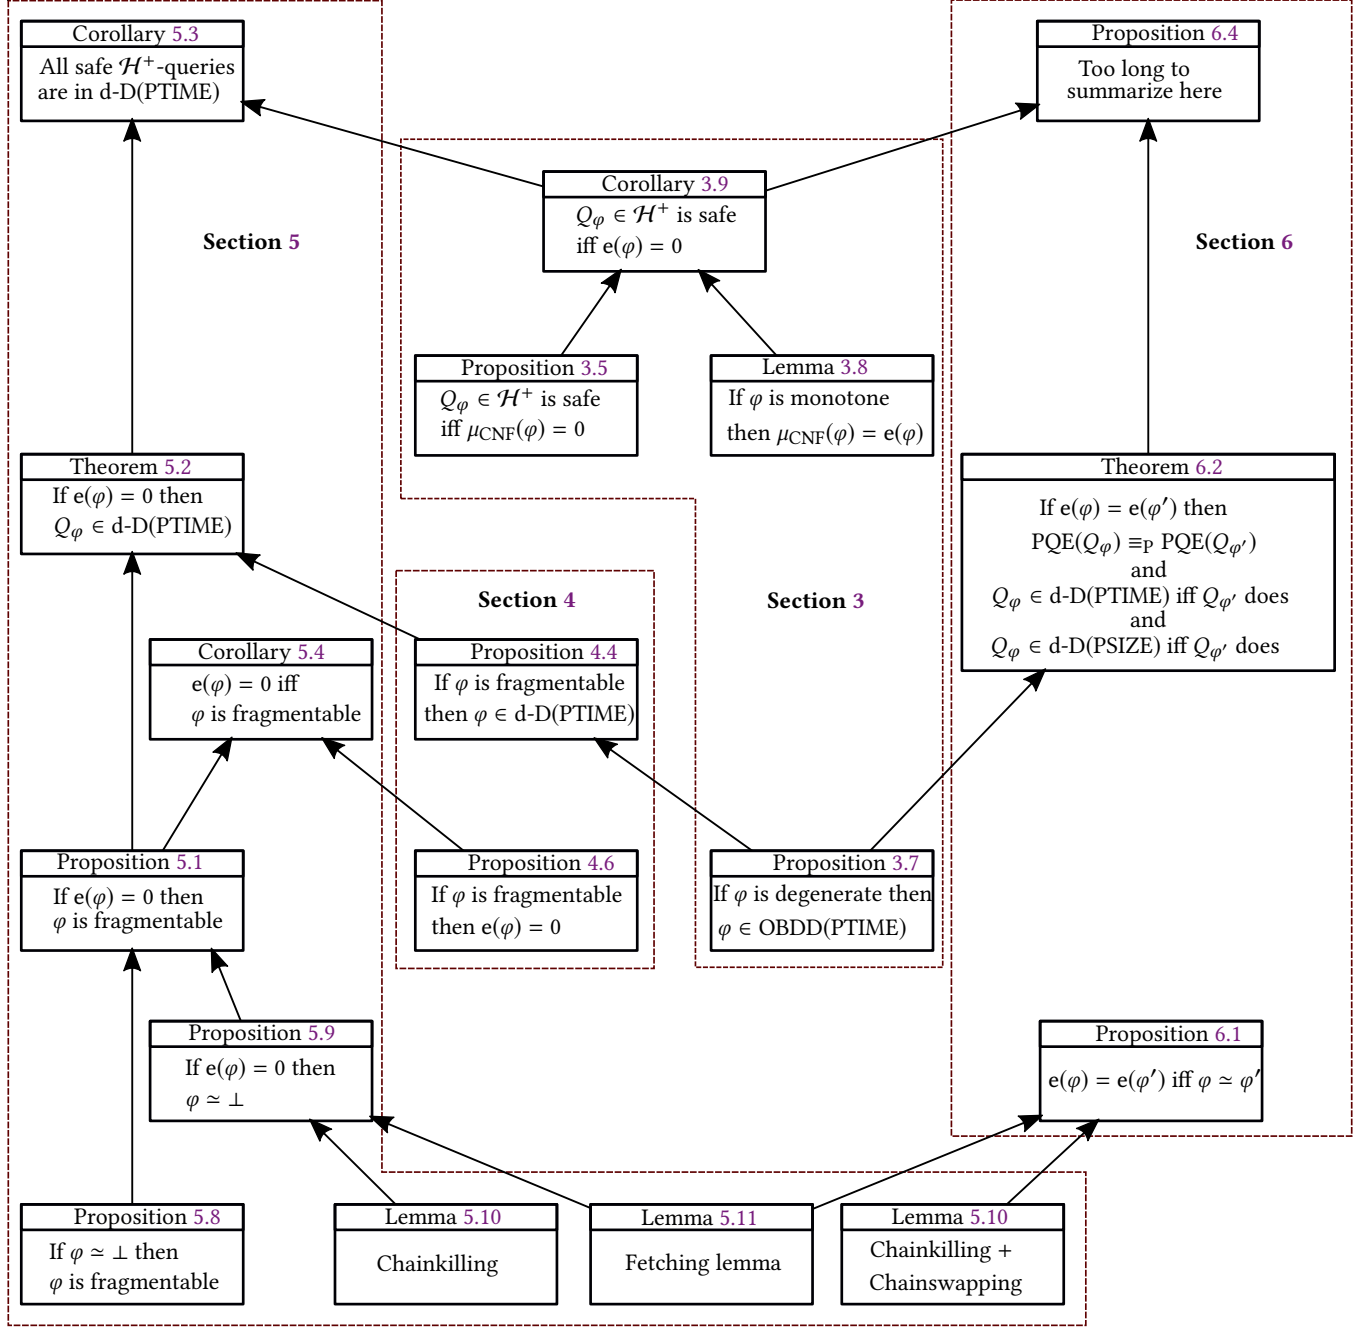 Corollary 5.3
All safe ℋ⁺-queries
are in d-D(PTIME)
Proposition 6.4
Too long to
summarize here
Corollary 3.9
Q_φ ∈ ℋ⁺ is safe
iff e(φ) = 0
Section 5
Section 6
Proposition 3.5
Q_φ ∈ ℋ⁺ is safe
iff μ_CNF(φ) = 0
Lemma 3.8
If φ is monotone
then μ_CNF(φ) = e(φ)
Theorem 5.2
If e(φ) = 0 then
Q_φ ∈ d-D(PTIME)
Theorem 6.2
If e(φ) = e(φ′) then
PQE(Q_φ) ≡_P PQE(Q_φ′)
and
Q_φ ∈ d-D(PTIME) iff Q_φ′ does
and
Q_φ ∈ d-D(PSIZE) iff Q_φ′ does
Section 4
Section 3
Corollary 5.4
e(φ) = 0 iff
φ is fragmentable
Proposition 4.4
If φ is fragmentable
then φ ∈ d-D(PTIME)
Proposition 5.1
If e(φ) = 0 then
φ is fragmentable
Proposition 4.6
If φ is fragmentable
then e(φ) = 0
Proposition 3.7
If φ is degenerate then
φ ∈ OBDD(PTIME)
Proposition 5.9
If e(φ) = 0 then
φ ≃ ⊥
Proposition 6.1
e(φ) = e(φ′) iff φ ≃ φ′
Proposition 5.8
If φ ≃ ⊥ then
φ is fragmentable
Lemma 5.10
Chainkilling
Lemma 5.11
Fetching lemma
Lemma 5.10
Chainkilling +
Chainswapping